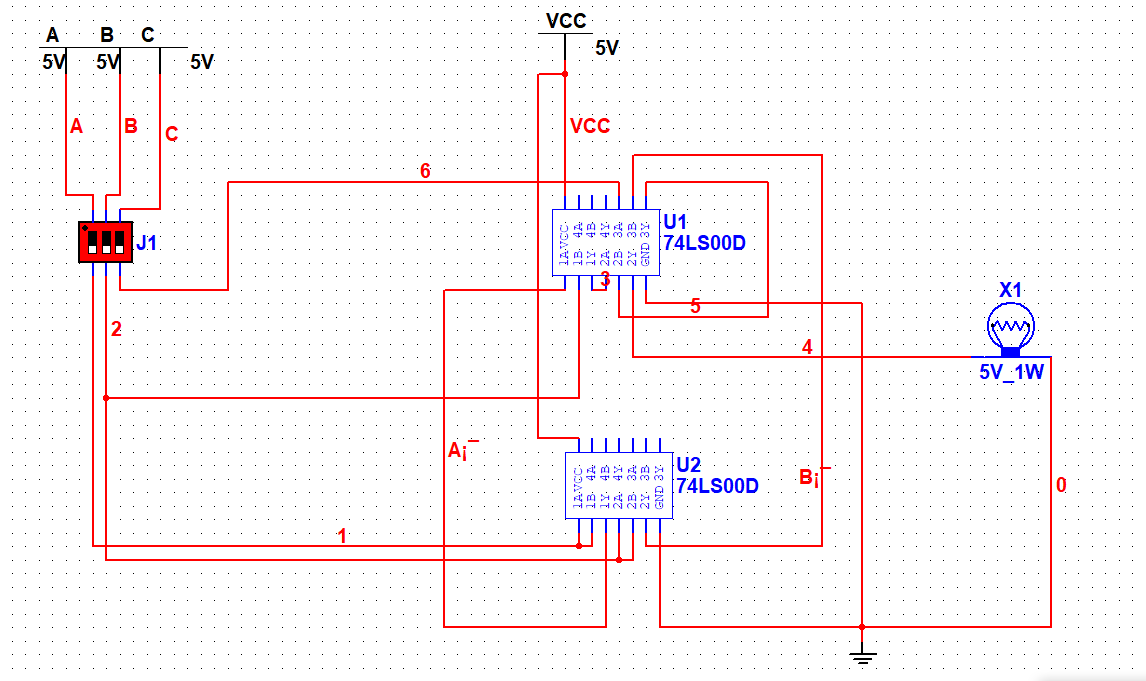 A B C
5V 5V 5V
VCC
5V
A B C
VCC
6
J1
U1
74LS00D
VCC 4A 4B 4Y 3A 3B 3Y
1A 1B 1Y 2A 2B 2Y GND
3
5
2
X1
4
5V_1W
A¡¯
U2
74LS00D
VCC 4A 4B 4Y 3A 3B 3Y
1A 1B 1Y 2A 2B 2Y GND
B¡¯
0
1